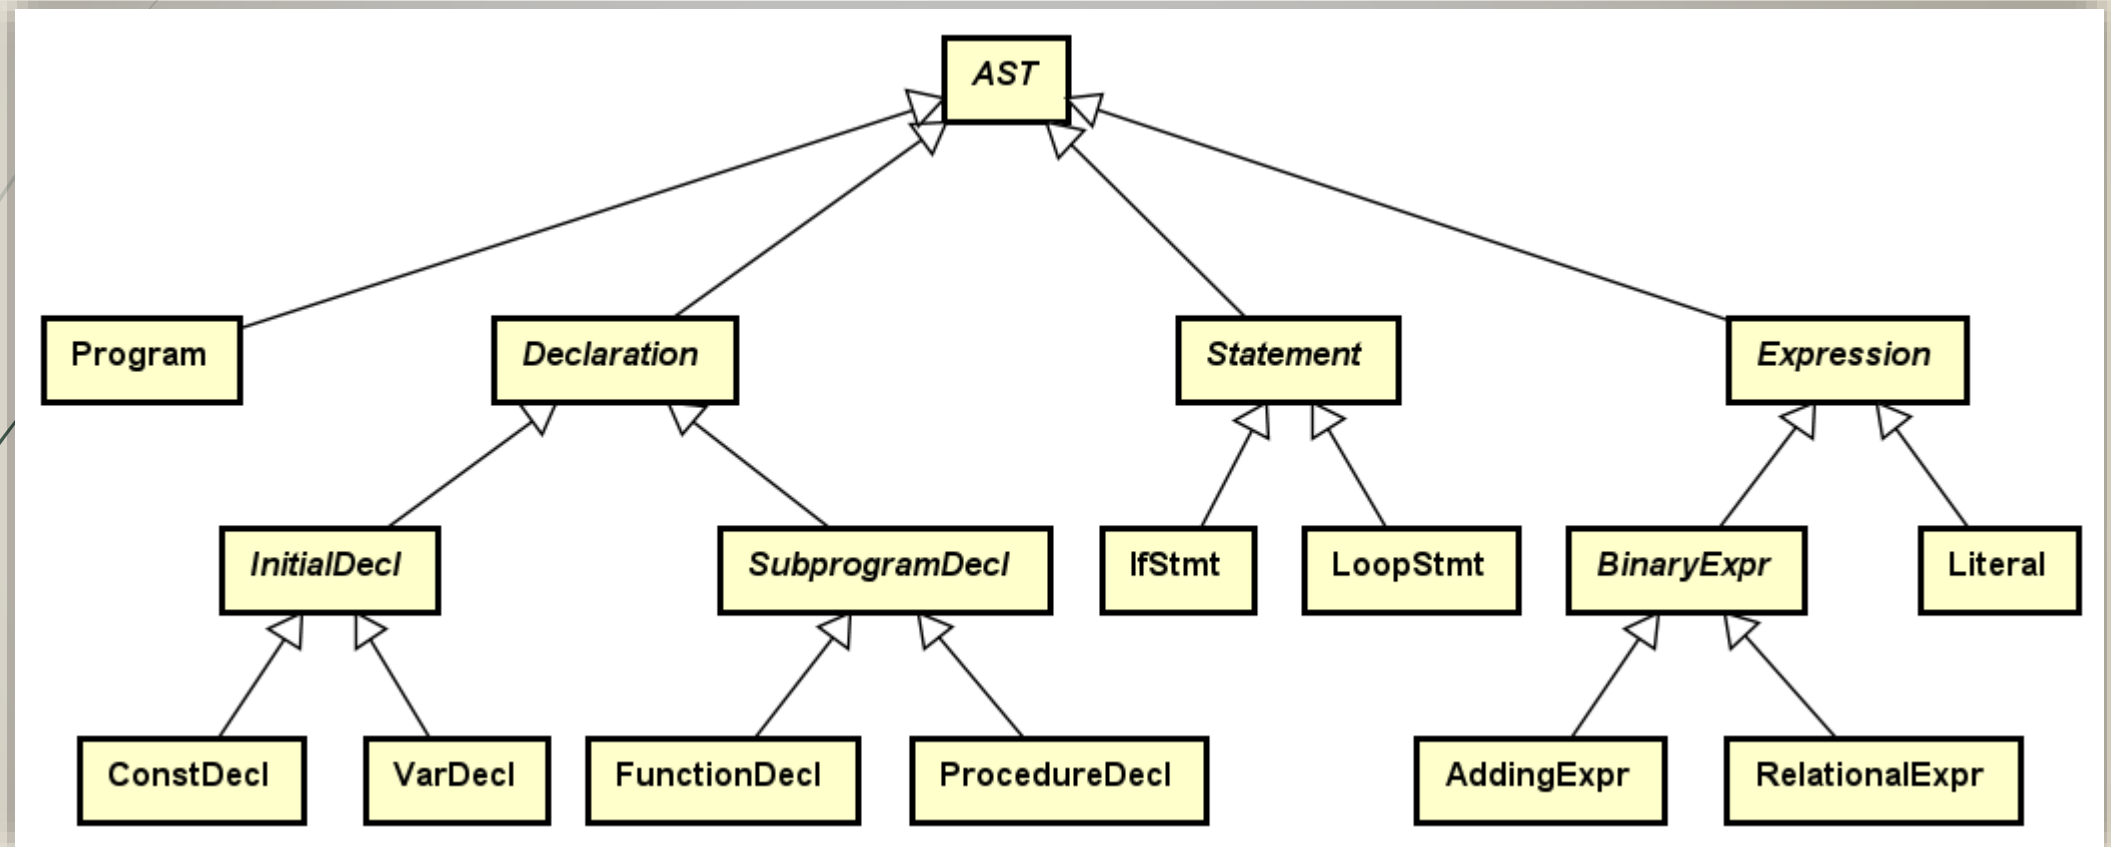 AST
Program
Declaration
Statement
Expression
InitialDecl
SubprogramDecl
IfStmt
LoopStmt
BinaryExpr
Literal
ConstDecl
VarDecl
FunctionDecl
ProcedureDecl
AddingExpr
RelationalExpr